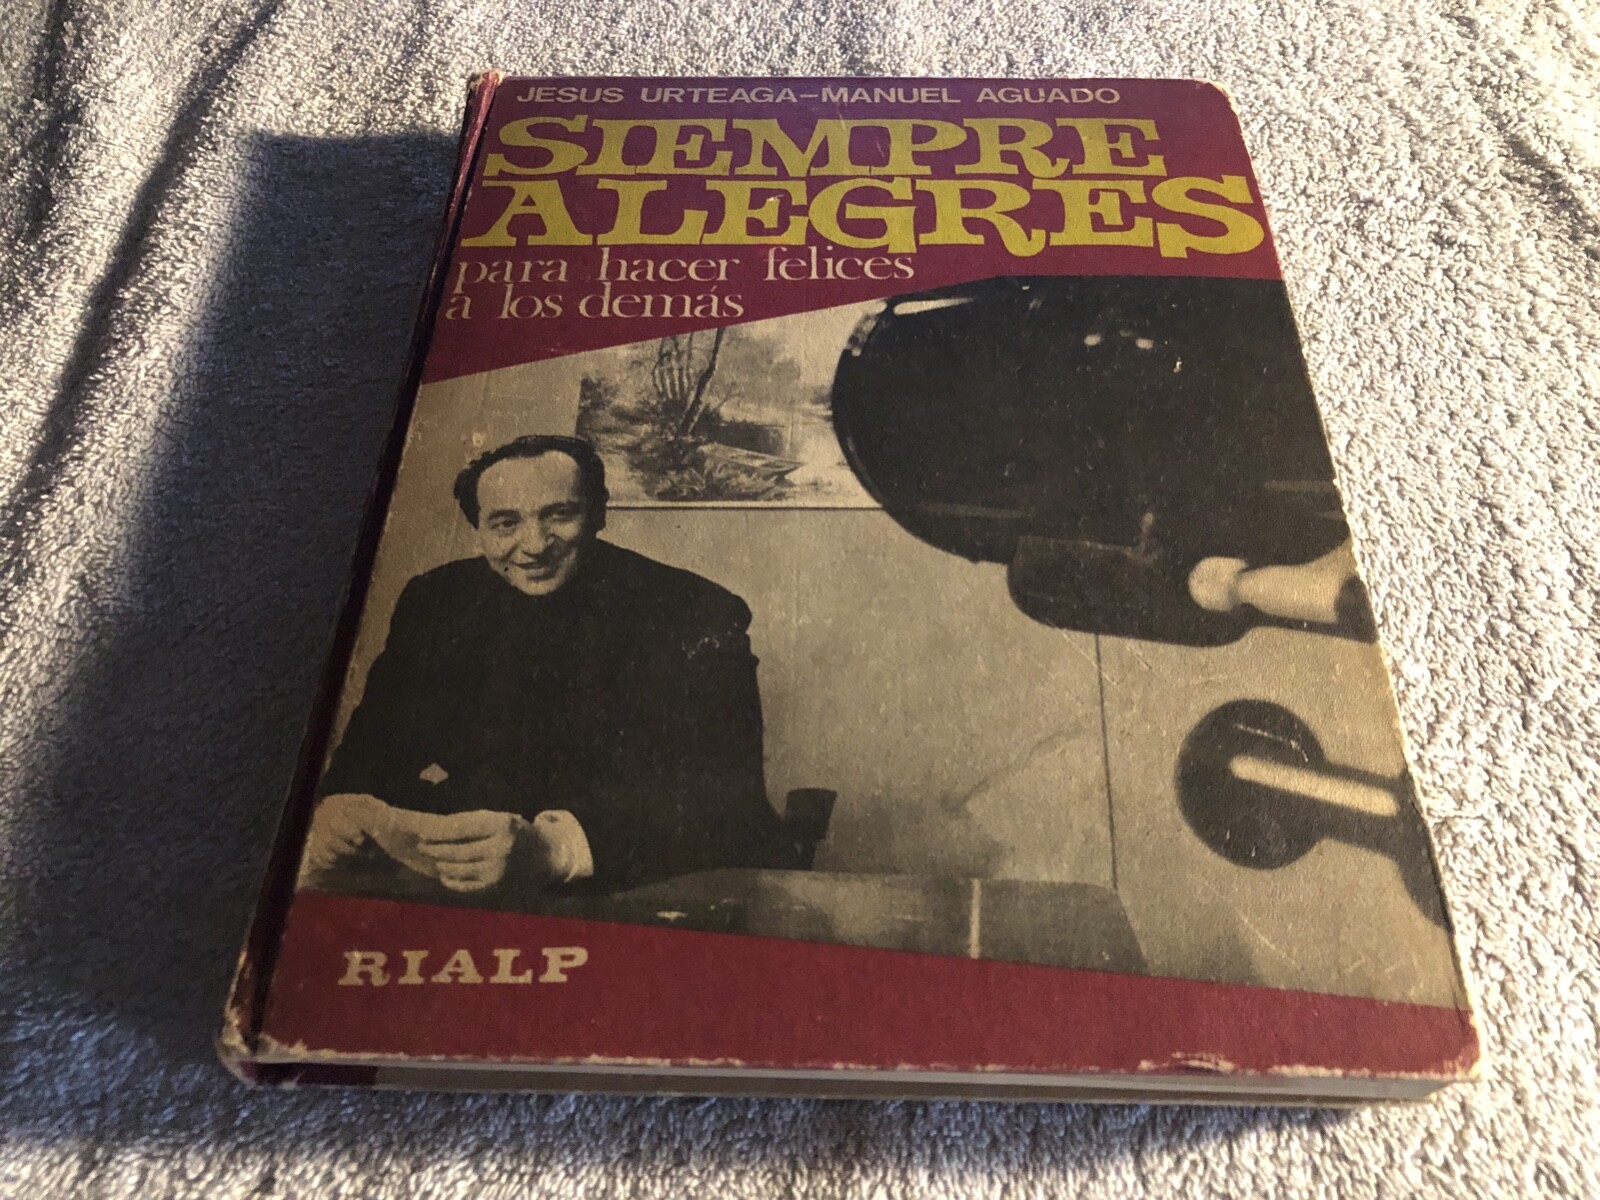 JESUS URTEAGA-MANUEL AGUADO
SIEMPRE
ALEGRES
para hacer felices
a los demás
RIALP